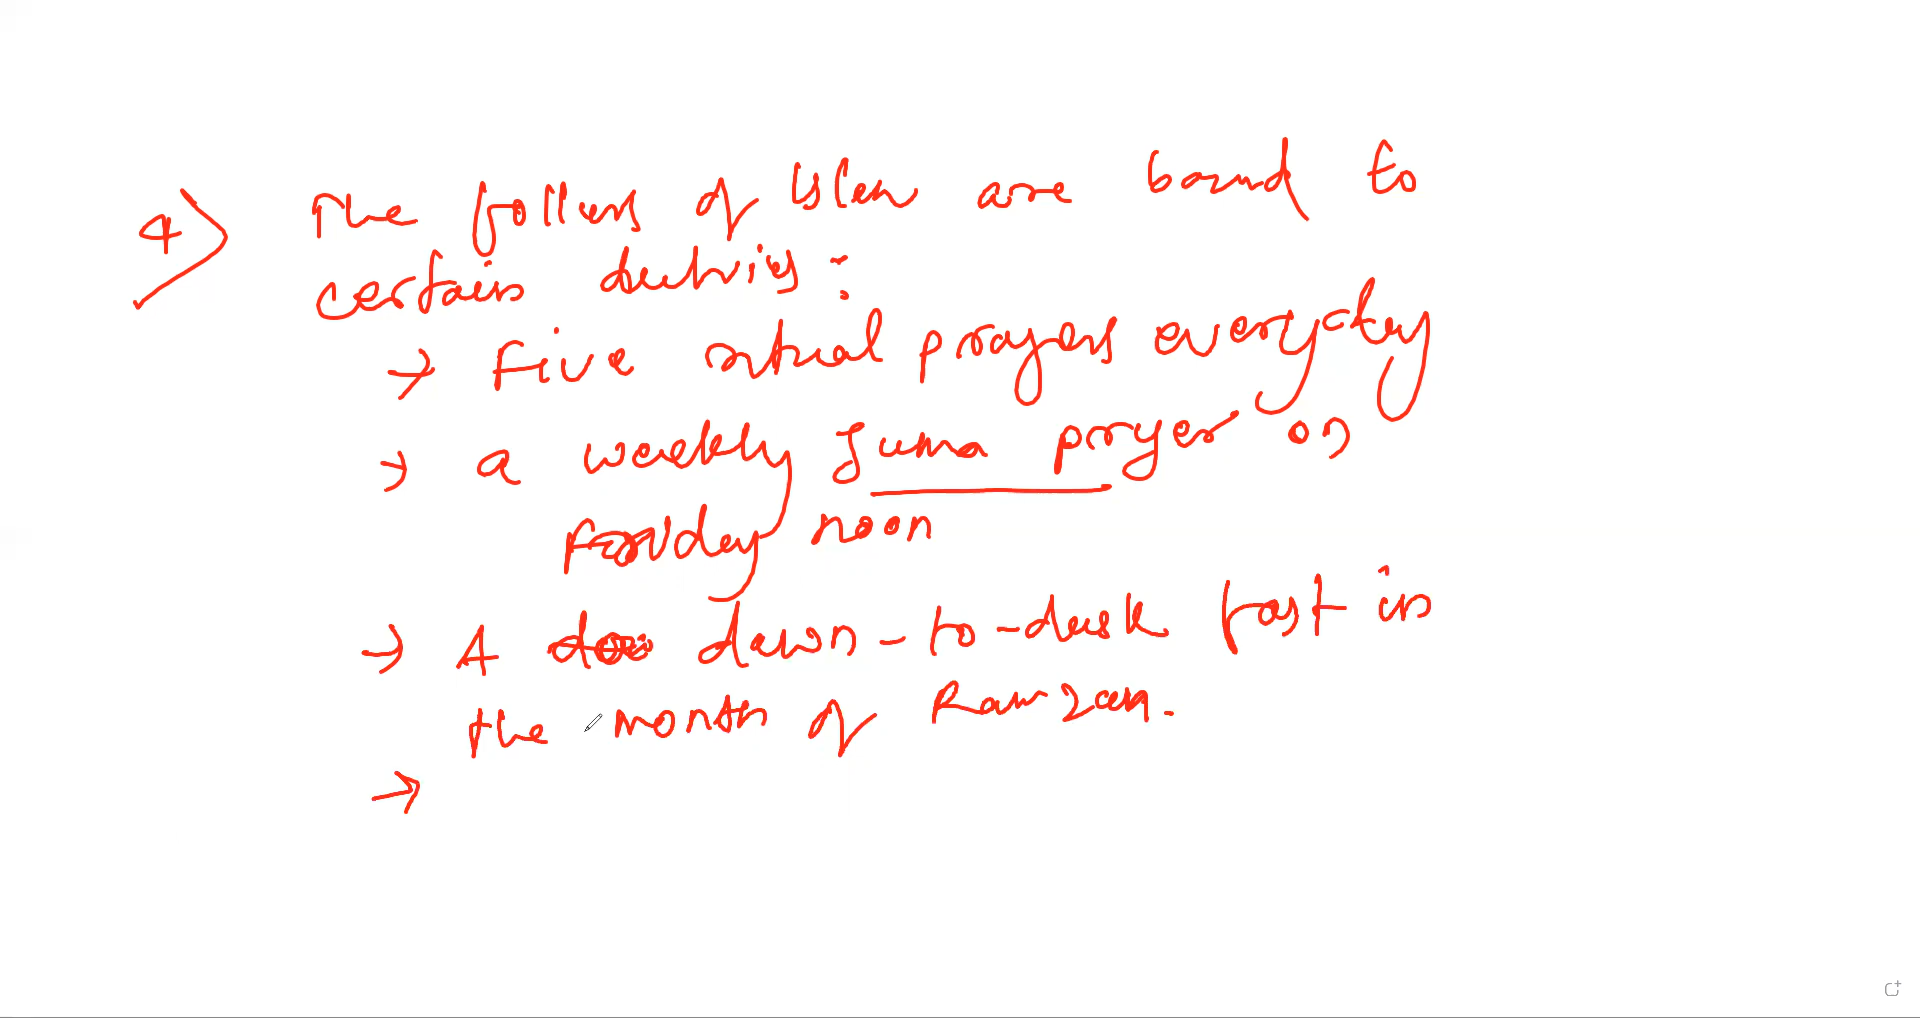 4) The follwers of Islam are bound to
certain duties :
→ Five ritual prayers everyday
→ a weekly Juma prayer on
Friday noon
→ A dawn-to-dusk fast in
the month of Ramzan.
→